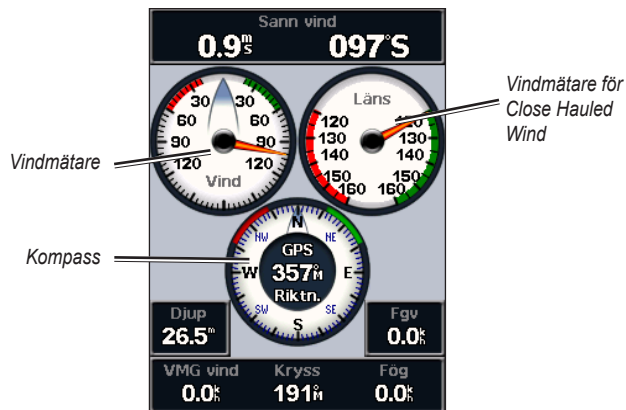 Sann vind
0.9 m/s 097°S
Vindmätare för
Close Hauled
Wind
30 30
60 60
90 90
120 120
Vind
Läns
120 120
130 130
140 140
150 150
160 160
Vindmätare
Kompass
N
NW NE
GPS
W 357°M E
Riktn.
SW SE
S
Djup
26.5m
Fgv
0.0k/h
VMG vind Kryss Fög
0.0k/h 191°M 0.0k/h